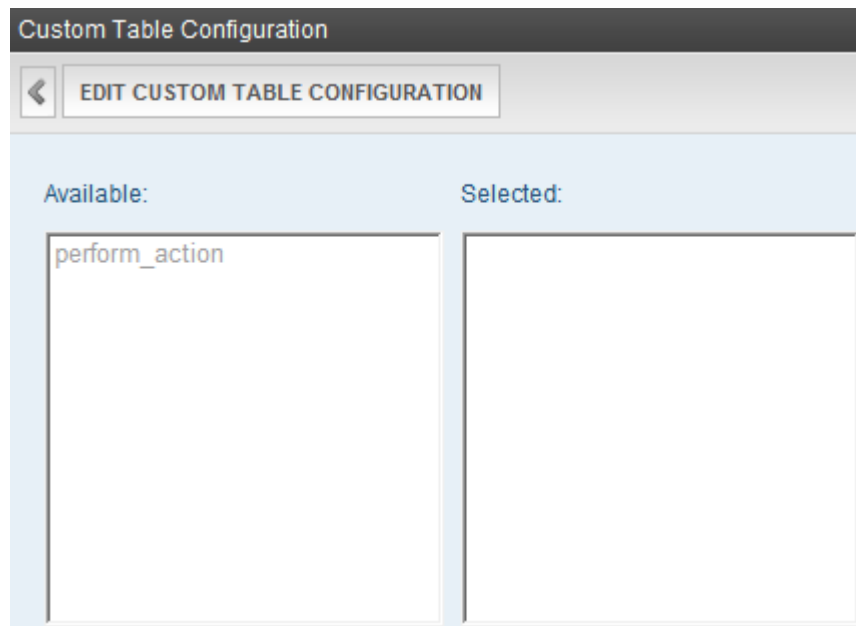 Custom Table Configuration
EDIT CUSTOM TABLE CONFIGURATION
Available:
Selected:
perform_action